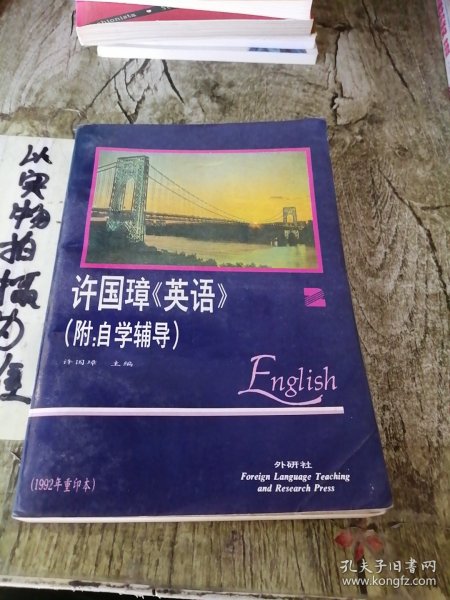 以实物拍摄为准
许国璋《英语》
(附:自学辅导)
许国璋 主编
English
外研社
Foreign Language Teaching
and Research Press
(1992年重印本)
孔夫子旧书网
www.kongfz.com